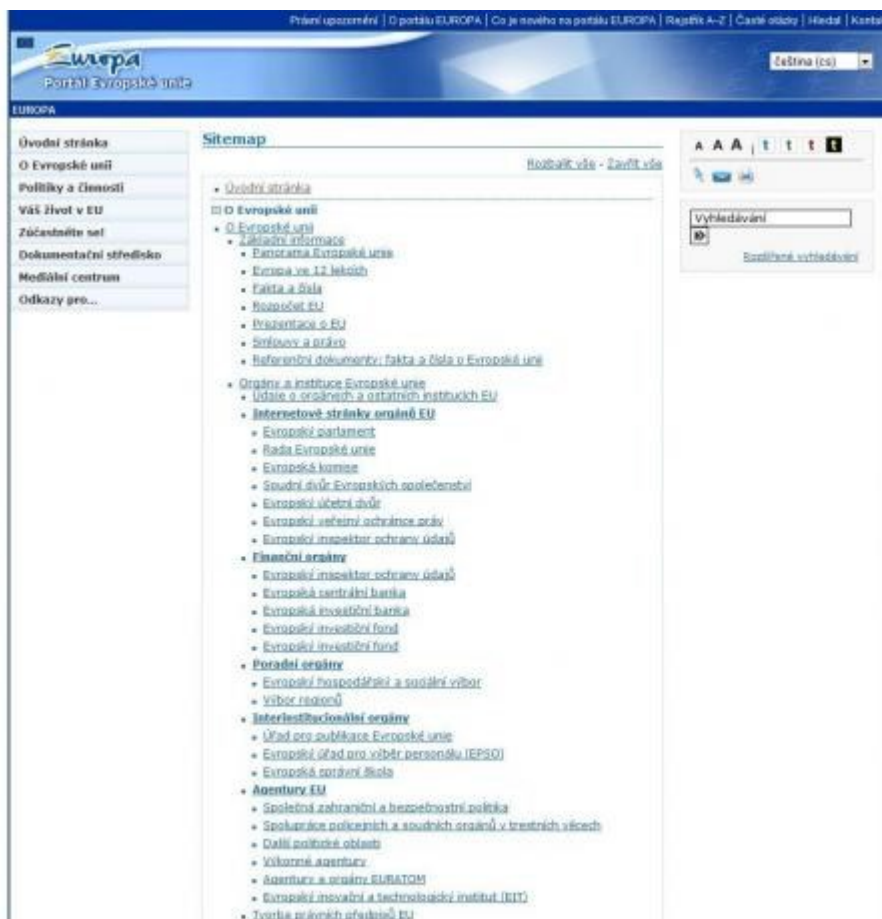 Právní upozornění | O portálu EUROPA | Co je nového na portálu EUROPA | Rejstřík A-Z | Časté otázky | Hledat | Kontakt
Europa
Portál Evropské unie
čeština (cs)
EUROPA
Úvodní stránka
O Evropské unii
Politiky a činnosti
Váš život v EU
Zúčastněte se!
Dokumentační středisko
Mediální centrum
Odkazy pro...
Sitemap
Rozbalit vše - Zavřít vše
Úvodní stránka
O Evropské unii
O Evropské unii
Základní informace
Panorama Evropské unie
Evropa ve 12 lekcích
Fakta a čísla
Rozpočet EU
Prezentace o EU
Smlouvy a právo
Referenční dokumenty: fakta a čísla o Evropské unii
Orgány a instituce Evropské unie
Údaje o orgánech a ostatních institucích EU
Internetové stránky orgánů EU
Evropský parlament
Rada Evropské unie
Evropská komise
Soudní dvůr Evropských společenství
Evropský účetní dvůr
Evropský veřejný ochránce práv
Evropský inspektor ochrany údajů
Finanční orgány
Evropský inspektor ochrany údajů
Evropská centrální banka
Evropská investiční banka
Evropský investiční fond
Evropský investiční fond
Poradní orgány
Evropský hospodářský a sociální výbor
Výbor regionů
Interiestitucionální orgány
Úřad pro publikace Evropské unie
Evropský úřad pro výběr personálu (EPSO)
Evropská správní škola
Agentury EU
Společná zahraniční a bezpečnostní politika
Spolupráce policejních a soudních orgánů v trestních věcech
Další politické oblasti
Výkonné agentury
Agentury a orgány EURATOM
Evropský inovační a technologický institut (EIT)
Tvorba právních předpisů EU
A A A | t t t t
Vyhledávání
Rozšířené vyhledávání